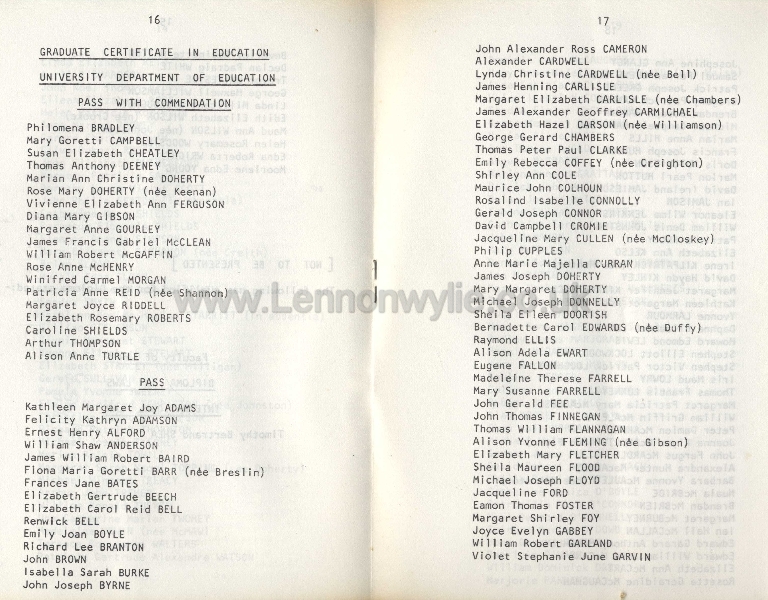 16
GRADUATE CERTIFICATE IN EDUCATION
UNIVERSITY DEPARTMENT OF EDUCATION
PASS WITH COMMENDATION
Philomena BRADLEY
Mary Goretti CAMPBELL
Susan Elizabeth CHEATLEY
Thomas Anthony DEENEY
Marian Ann Christine DOHERTY
Rose Mary DOHERTY (née Keenan)
Vivienne Elizabeth Ann FERGUSON
Diana Mary GIBSON
Margaret Anne GOURLEY
James Francis Gabriel McCLEAN
William Robert McGAFFIN
Rose Anne McHENRY
Winifred Carmel MORGAN
Patricia Anne REID (née Shannon)
Margaret Joyce RIDDELL
Elizabeth Rosemary ROBERTS
Caroline SHIELDS
Arthur THOMPSON
Alison Anne TURTLE
PASS
Kathleen Margaret Joy ADAMS
Felicity Kathryn ADAMSON
Ernest Henry ALFORD
William Shaw ANDERSON
James William Robert BAIRD
Fiona Maria Goretti BARR (née Breslin)
Frances Jane BATES
Elizabeth Gertrude BEECH
Elizabeth Carol Reid BELL
Renwick BELL
Emily Joan BOYLE
Richard Lee BRANTON
John BROWN
Isabella Sarah BURKE
John Joseph BYRNE
17
John Alexander Ross CAMERON
Alexander CARDWELL
Lynda Christine CARDWELL (née Bell)
James Henning CARLISLE
Margaret Elizabeth CARLISLE (née Chambers)
James Alexander Geoffrey CARMICHAEL
Elizabeth Hazel CARSON (née Williamson)
George Gerard CHAMBERS
Thomas Peter Paul CLARKE
Emily Rebecca COFFEY (née Creighton)
Shirley Ann COLE
Maurice John COLHOUN
Rosalind Isabelle CONNOLLY
Gerald Joseph CONNOR
David Campbell CROMIE
Jacqueline Mary CULLEN (née McCloskey)
Philip CUPPLES
Anne Marie Majella CURRAN
James Joseph DOHERTY
Mary Margaret DOHERTY
Michael Joseph DONNELLY
Sheila Eileen DOORISH
Bernadette Carol EDWARDS (née Duffy)
Raymond ELLIS
Alison Adela EWART
Eugene FALLON
Madeleine Therese FARRELL
Mary Susanne FARRELL
John Gerald FEE
John Thomas FINNEGAN
Thomas William FLANNAGAN
Alison Yvonne FLEMING (née Gibson)
Elizabeth Mary FLETCHER
Sheila Maureen FLOOD
Michael Joseph FLOYD
Jacqueline FORD
Eamon Thomas FOSTER
Margaret Shirley FOY
Joyce Evelyn GABBEY
William Robert GARLAND
Violet Stephanie June GARVIN